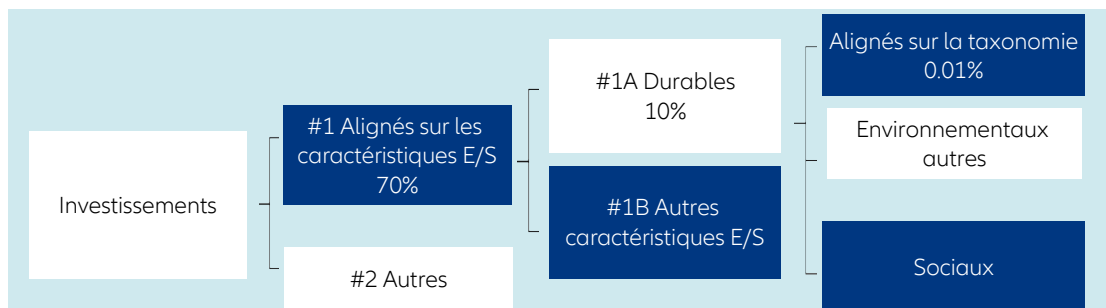 Investissements
#1 Alignés sur les
caractéristiques E/S
70%
#2 Autres
#1A Durables
10%
#1B Autres
caractéristiques E/S
Alignés sur la taxonomie
0.01%
Environnementaux
autres
Sociaux